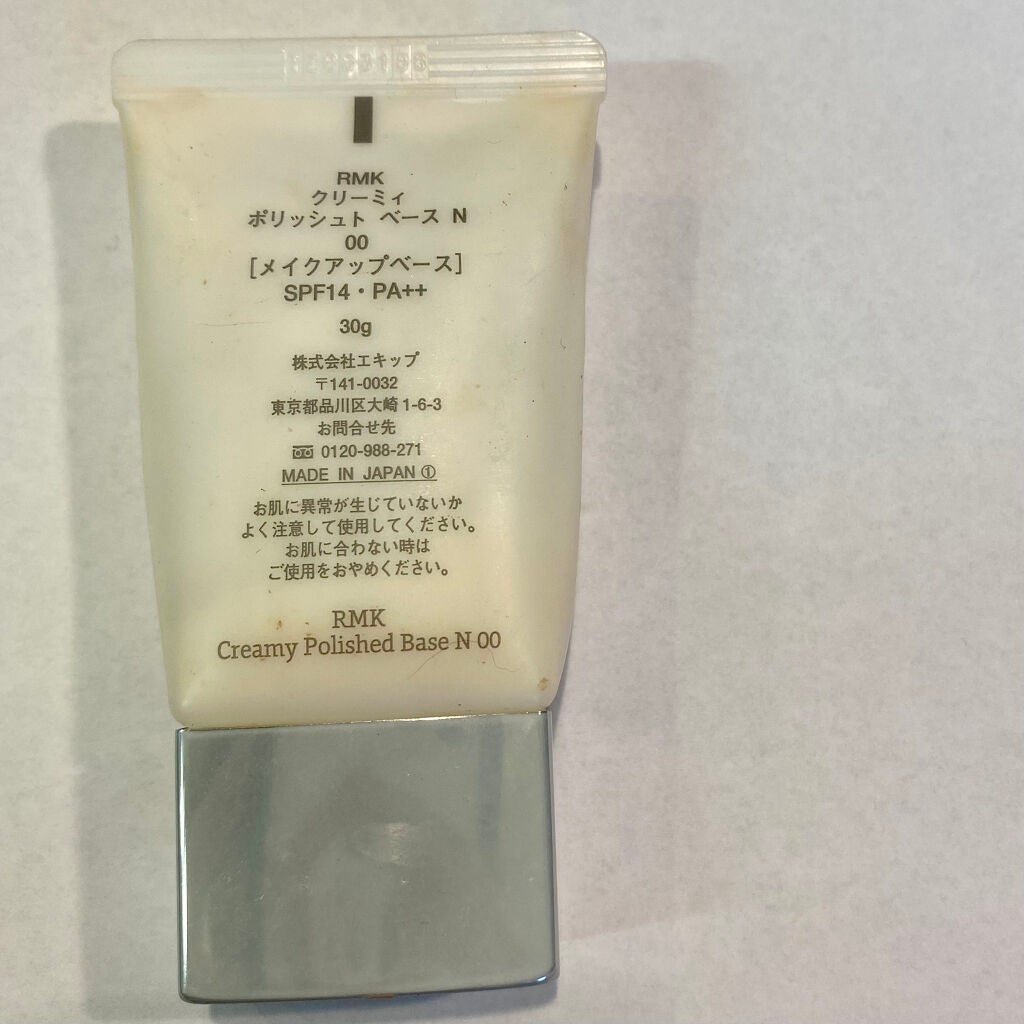 RMK
クリーミィ
ポリッシュト ベース N
00
[メイクアップベース]
SPF14・PA++
30g
株式会社エキップ
〒141-0032
東京都品川区大崎1-6-3
お問合せ先
0120-988-271
MADE IN JAPAN ①
お肌に異常が生じていないか
よく注意して使用してください。
お肌に合わない時は
ご使用をおやめください。
RMK
Creamy Polished Base N 00